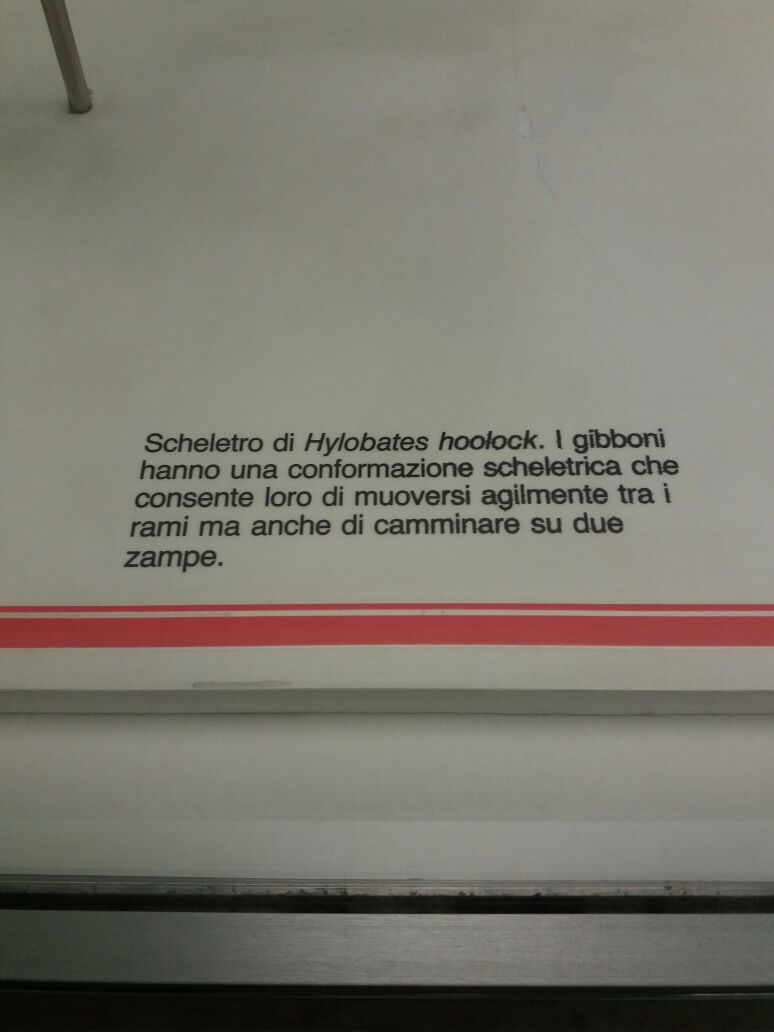 Scheletro di Hylobates hoolock. I gibboni
hanno una conformazione scheletrica che
consente loro di muoversi agilmente tra i
rami ma anche di camminare su due
zampe.